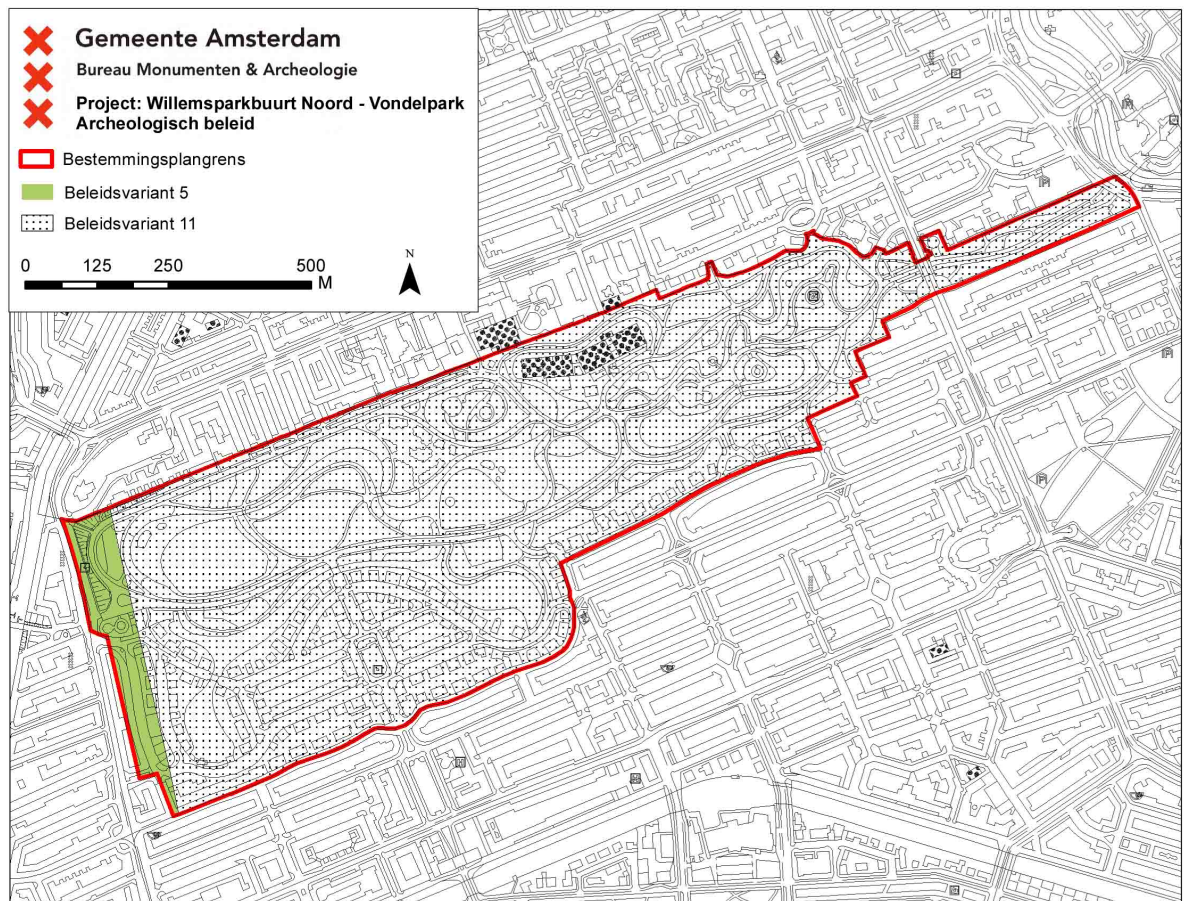 Gemeente Amsterdam
Bureau Monumenten & Archeologie
Project: Willemsparkbuurt Noord - Vondelpark
Archeologisch beleid
Bestemmingsplangrens
Beleidsvariant 5
Beleidsvariant 11
N
0 125 250 500
M